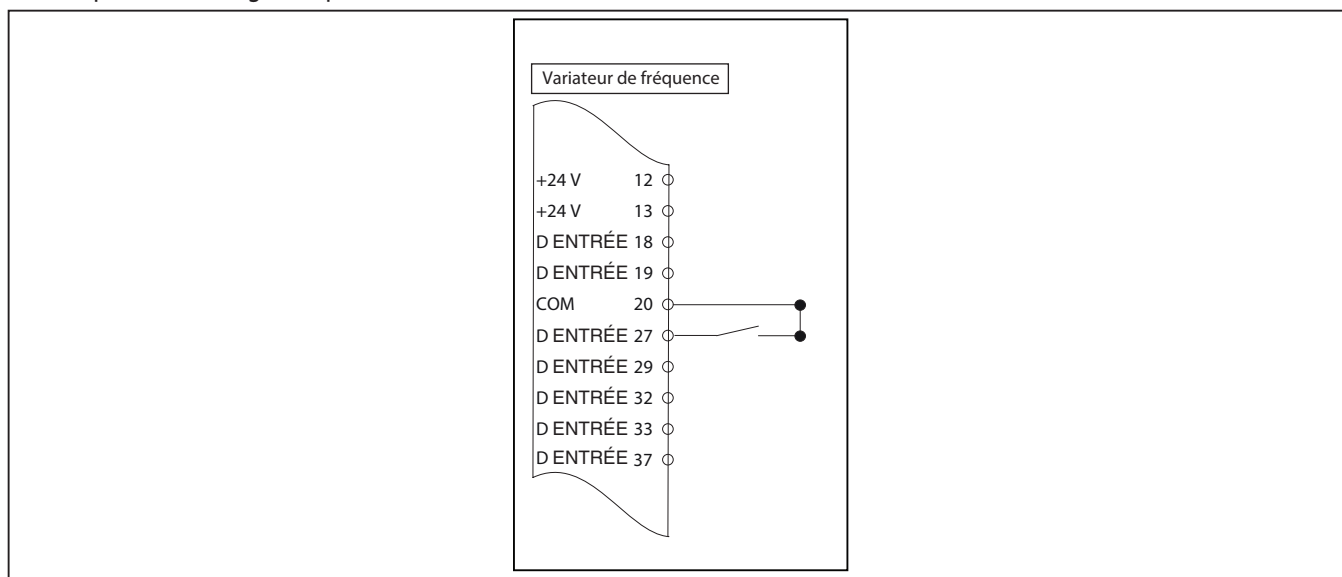 Variateur de fréquence
+24 V 12
+24 V 13
D ENTRÉE 18
D ENTRÉE 19
COM 20
D ENTRÉE 27
D ENTRÉE 29
D ENTRÉE 32
D ENTRÉE 33
D ENTRÉE 37